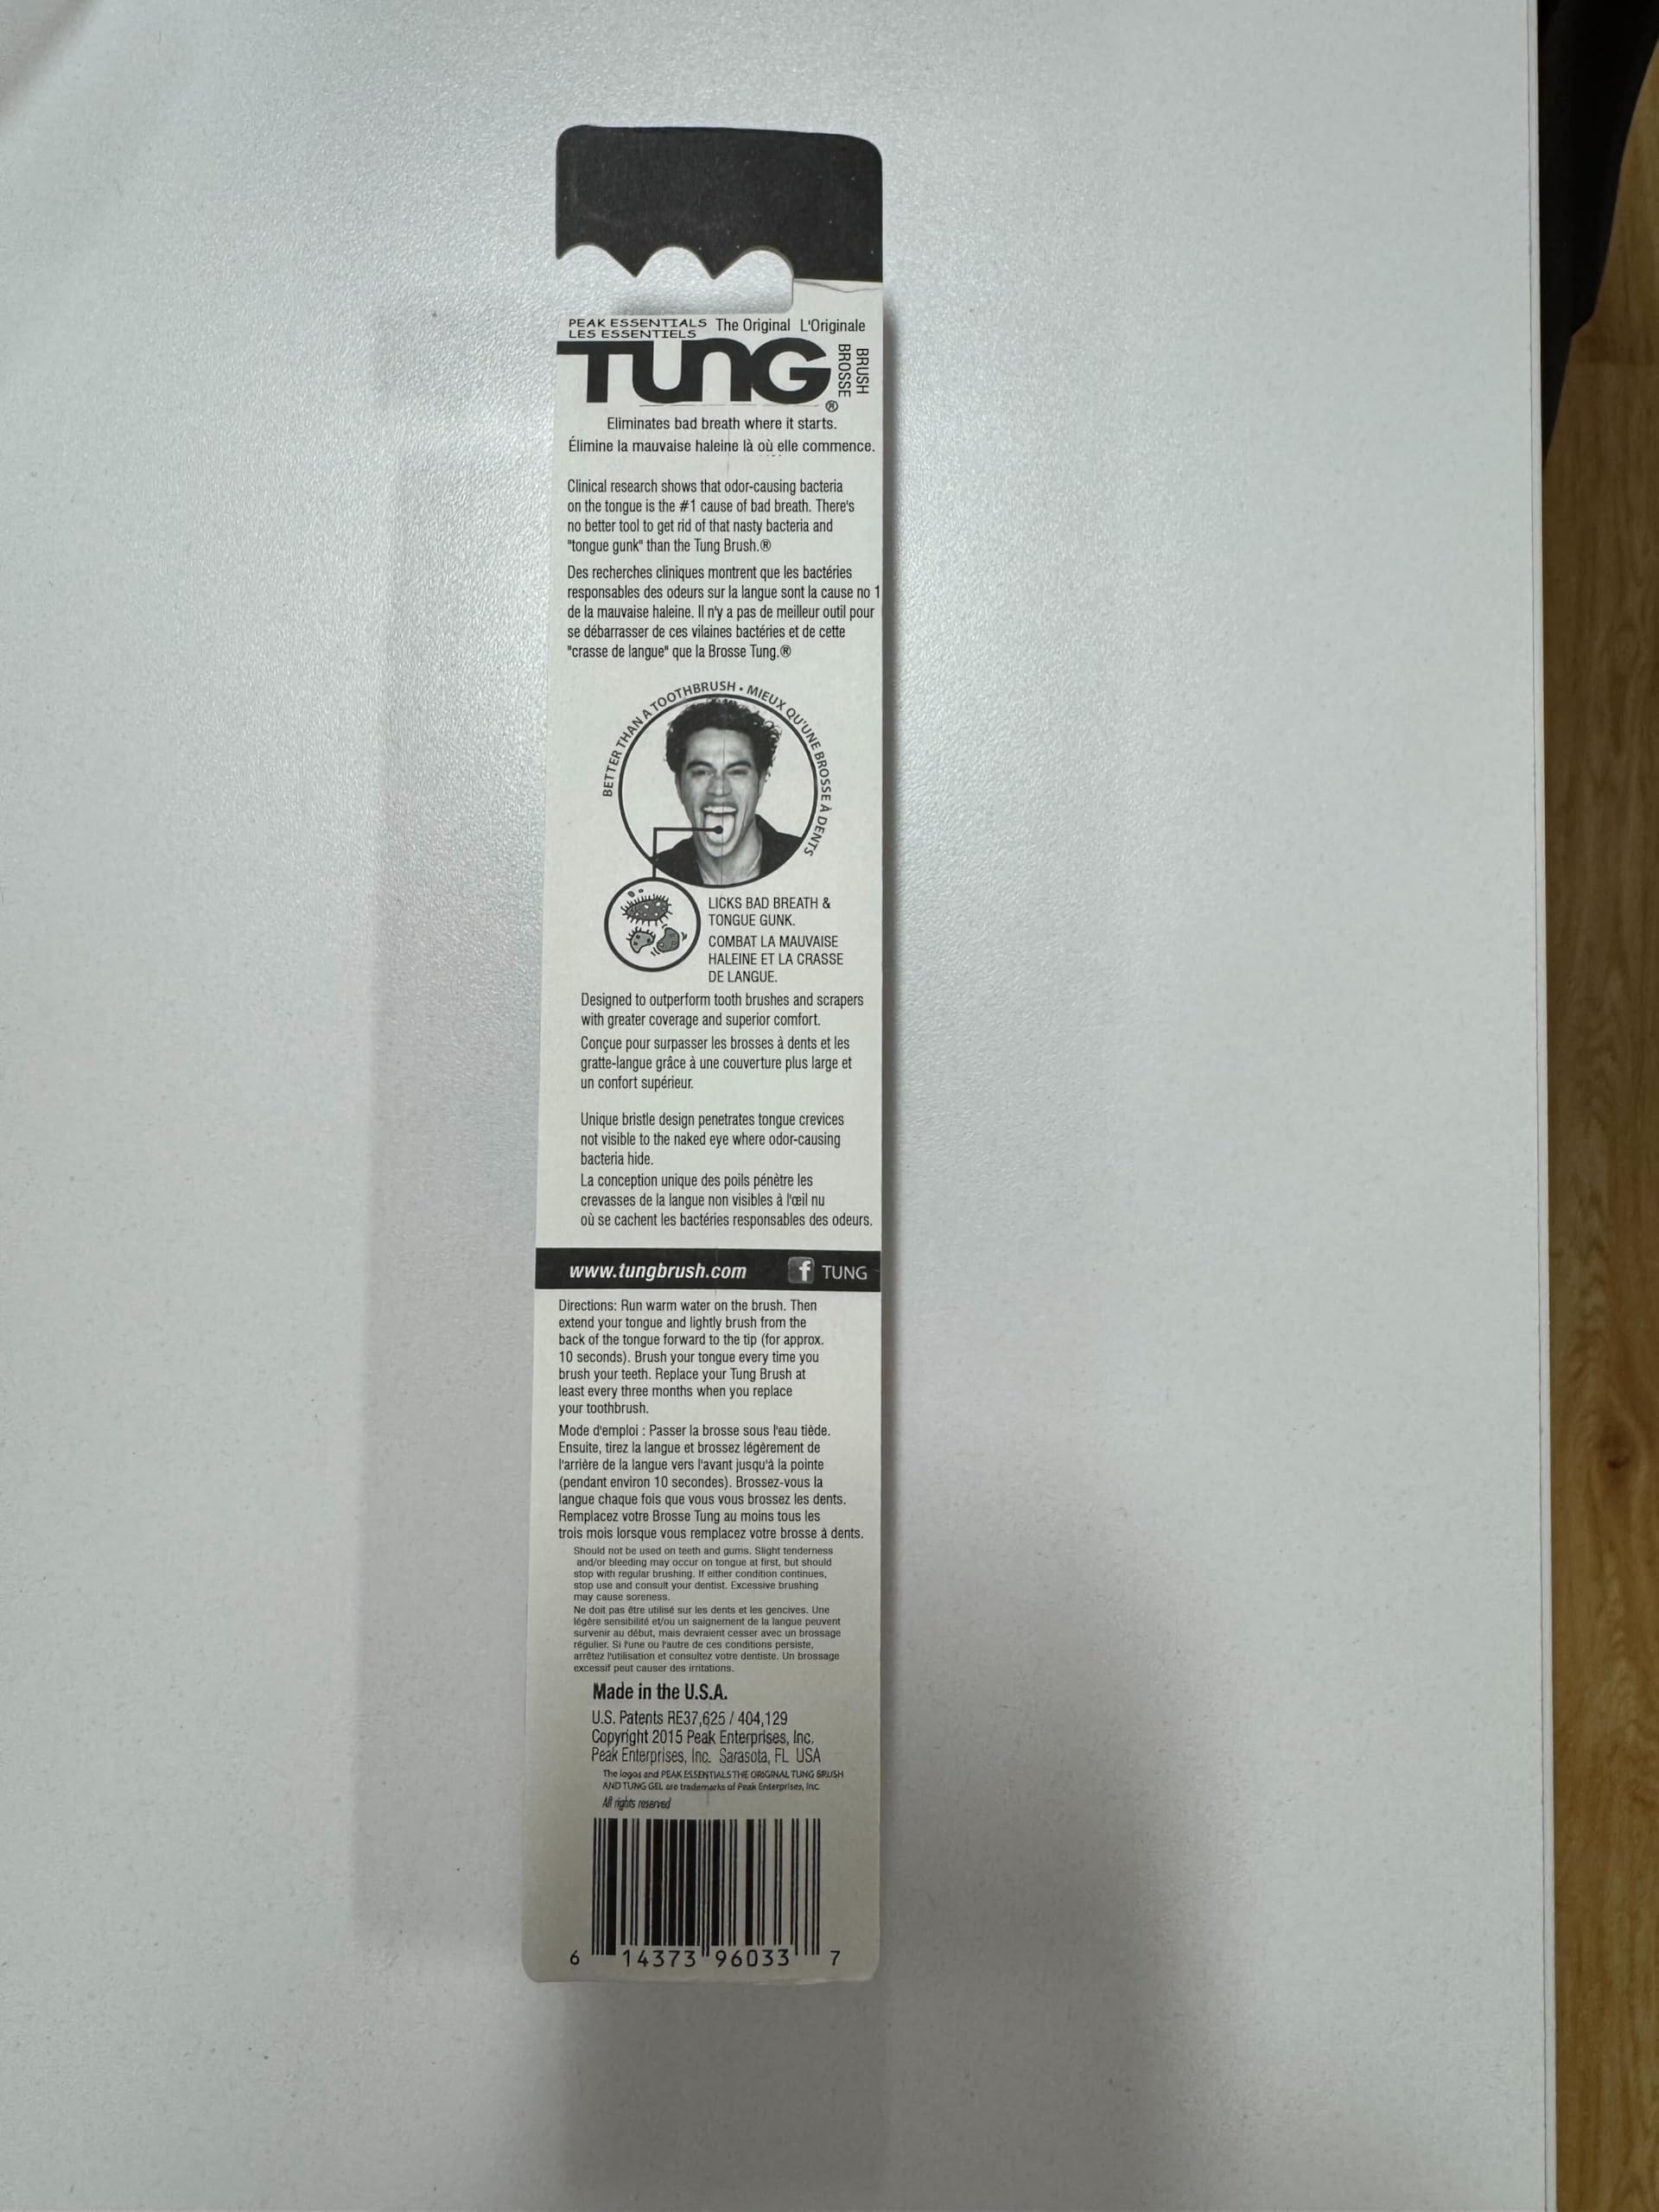 PEAK ESSENTIALS
LES ESSENTIELS
The Original L'Originale
TUNG
BRUSH
BROSSE
®
Eliminates bad breath where it starts.
Élimine la mauvaise haleine là où elle commence.
Clinical research shows that odor-causing bacteria
on the tongue is the #1 cause of bad breath. There's
no better tool to get rid of that nasty bacteria and
"tongue gunk" than the Tung Brush.®
Des recherches cliniques montrent que les bactéries
responsables des odeurs sur la langue sont la cause no 1
de la mauvaise haleine. Il n'y a pas de meilleur outil pour
se débarrasser de ces vilaines bactéries et de cette
"crasse de langue" que la Brosse Tung.®
BETTER THAN A TOOTHBRUSH • MIEUX QU'UNE BROSSE À DENTS
LICKS BAD BREATH &
TONGUE GUNK.
COMBAT LA MAUVAISE
HALEINE ET LA CRASSE
DE LANGUE.
Designed to outperform tooth brushes and scrapers
with greater coverage and superior comfort.
Conçue pour surpasser les brosses à dents et les
gratte-langue grâce à une couverture plus large et
un confort supérieur.
Unique bristle design penetrates tongue crevices
not visible to the naked eye where odor-causing
bacteria hide.
La conception unique des poils pénètre les
crevasses de la langue non visibles à l'œil nu
où se cachent les bactéries responsables des odeurs.
www.tungbrush.com f TUNG
Directions: Run warm water on the brush. Then
extend your tongue and lightly brush from the
back of the tongue forward to the tip (for approx.
10 seconds). Brush your tongue every time you
brush your teeth. Replace your Tung Brush at
least every three months when you replace
your toothbrush.
Mode d'emploi : Passer la brosse sous l'eau tiède.
Ensuite, tirez la langue et brossez légèrement de
l'arrière de la langue vers l'avant jusqu'à la pointe
(pendant environ 10 secondes). Brossez-vous la
langue chaque fois que vous vous brossez les dents.
Remplacez votre Brosse Tung au moins tous les
trois mois lorsque vous remplacez votre brosse à dents.
Should not be used on teeth and gums. Slight tenderness
and/or bleeding may occur on tongue at first, but should
stop with regular brushing. If either condition continues,
stop use and consult your dentist. Excessive brushing
may cause soreness.
Ne doit pas être utilisé sur les dents et les gencives. Une
légère sensibilité et/ou un saignement de la langue peuvent
survenir au début, mais devraient cesser avec un brossage
régulier. Si l'une ou l'autre de ces conditions persiste,
arrêtez l'utilisation et consultez votre dentiste. Un brossage
excessif peut causer des irritations.
Made in the U.S.A.
U.S. Patents RE37,625 / 404,129
Copyright 2015 Peak Enterprises, Inc.
Peak Enterprises, Inc. Sarasota, FL USA
The logos and PEAK ESSENTIALS THE ORIGINAL TUNG BRUSH
AND TUNG GEL are trademarks of Peak Enterprises, Inc
All rights reserved
6 14373 96033 7